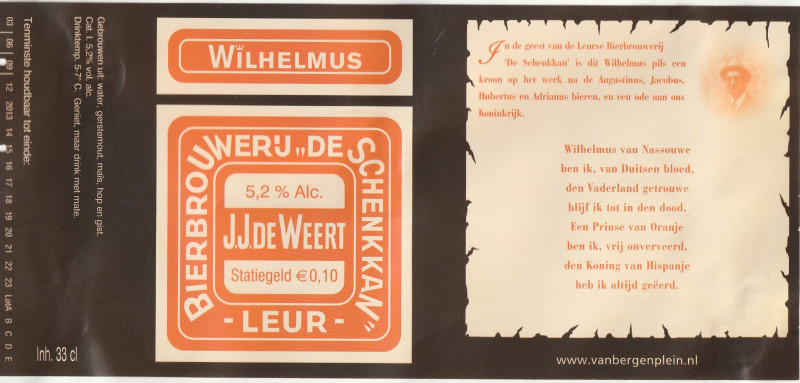 Gebrouwen uit: water, gerstemout, maïs, hop en gist.
Cat. I. 5,2% vol. alc.
Drinktemp. 5-7° C. Geniet, maar drink met mate.
Tenminste houdbaar tot einde:
03 | 06 | 09 | 12 2013 14 15 16 17 18 19 20 21 22 23 LotA B C D E
Inh. 33 cl
WILHELMUS
BIERBROUWERIJ „DE SCHENKKAN”
5,2 % Alc.
J.J. DE WEERT
Statiegeld € 0,10
- LEUR -
In de geest van de Leurse Bierbrouwerij
‘De Schenkkan’ is dit Wilhelmus pils een
kroon op het werk na de Augustinus, Jacobus,
Hubertus en Adrianus bieren, en een ode aan ons
Koninkrijk.
Wilhelmus van Nassouwe
ben ik, van Duitsen bloed,
den Vaderland getrouwe
blijf ik tot in den dood.
Een Prinse van Oranje
ben ik, vrij onverveerd,
den Koning van Hispanje
heb ik altijd geëerd.
www.vanbergenplein.nl